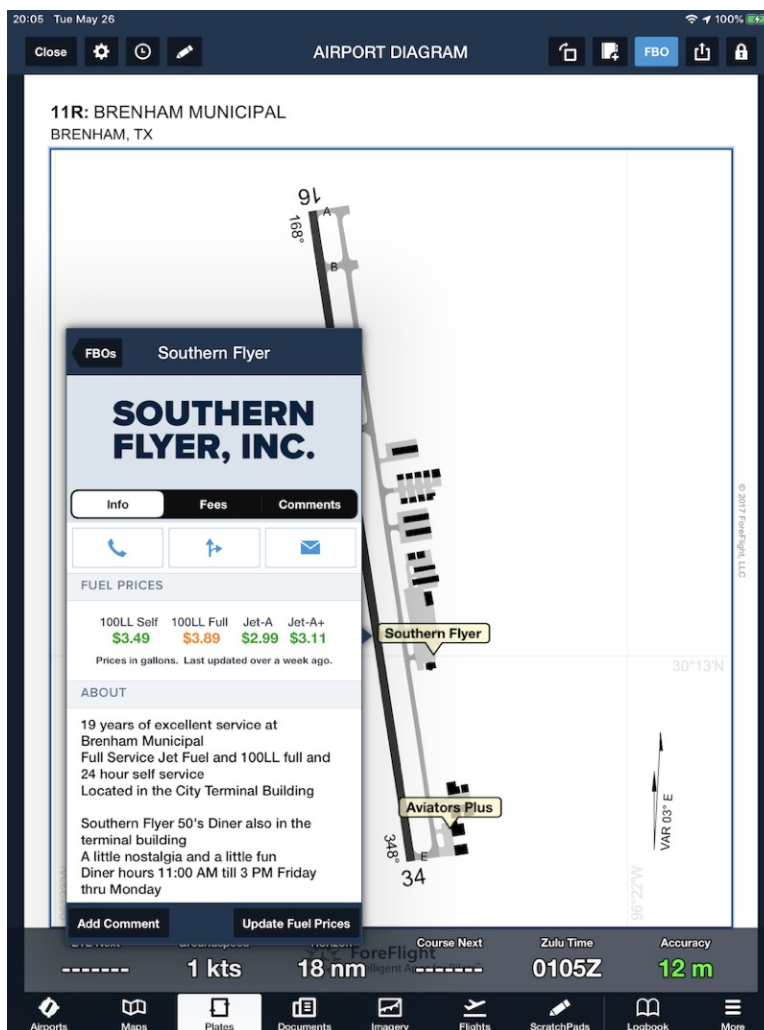 20:05 Tue May 26
100%
Close
AIRPORT DIAGRAM
FBO
11R: BRENHAM MUNICIPAL
BRENHAM, TX
16
A
168°
B
FBOs
Southern Flyer
SOUTHERN
FLYER, INC.
Info Fees Comments
FUEL PRICES
100LL Self 100LL Full Jet-A Jet-A+
$3.49 $3.89 $2.99 $3.11
Prices in gallons. Last updated over a week ago.
ABOUT
19 years of excellent service at
Brenham Municipal
Full Service Jet Fuel and 100LL full and
24 hour self service
Located in the City Terminal Building
Southern Flyer 50's Diner also in the
terminal building
A little nostalgia and a little fun
Diner hours 11:00 AM till 3 PM Friday
thru Monday
Add Comment Update Fuel Prices
© 2017 ForeFlight, LLC
Southern Flyer
30°13'N
Aviators Plus
VAR 03° E
348°
E
34
96°22'W
ForeFlight
Course Next Zulu Time Accuracy
------- 1 kts 18 nm ------- 0105Z 12 m
Airports Maps Plates Documents Imagery Flights ScratchPads Logbook More